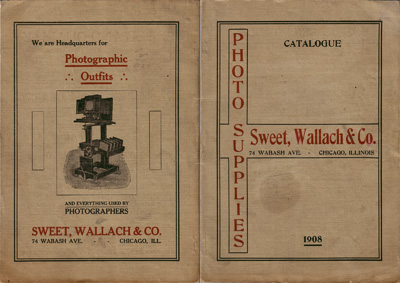 We are Headquarters for
Photographic
∴ Outfits ∴
AND EVERYTHING USED BY
PHOTOGRAPHERS
SWEET, WALLACH & CO.
74 WABASH AVE. - - CHICAGO, ILL.
PHOTO SUPPLIES
CATALOGUE
Sweet, Wallach & Co.
74 WABASH AVE. - CHICAGO, ILLINOIS
1908